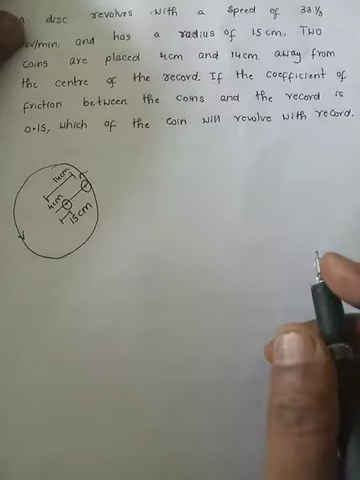 disc revolves with a speed of 33 1/3
rev/min, and has a radius of 15 cm. Two
coins are placed 4cm and 14cm away from
the centre of the record. If the coefficient of
friction between the coins and the record is
0.15, which of the coin will revolve with record.
14cm
4cm
15cm